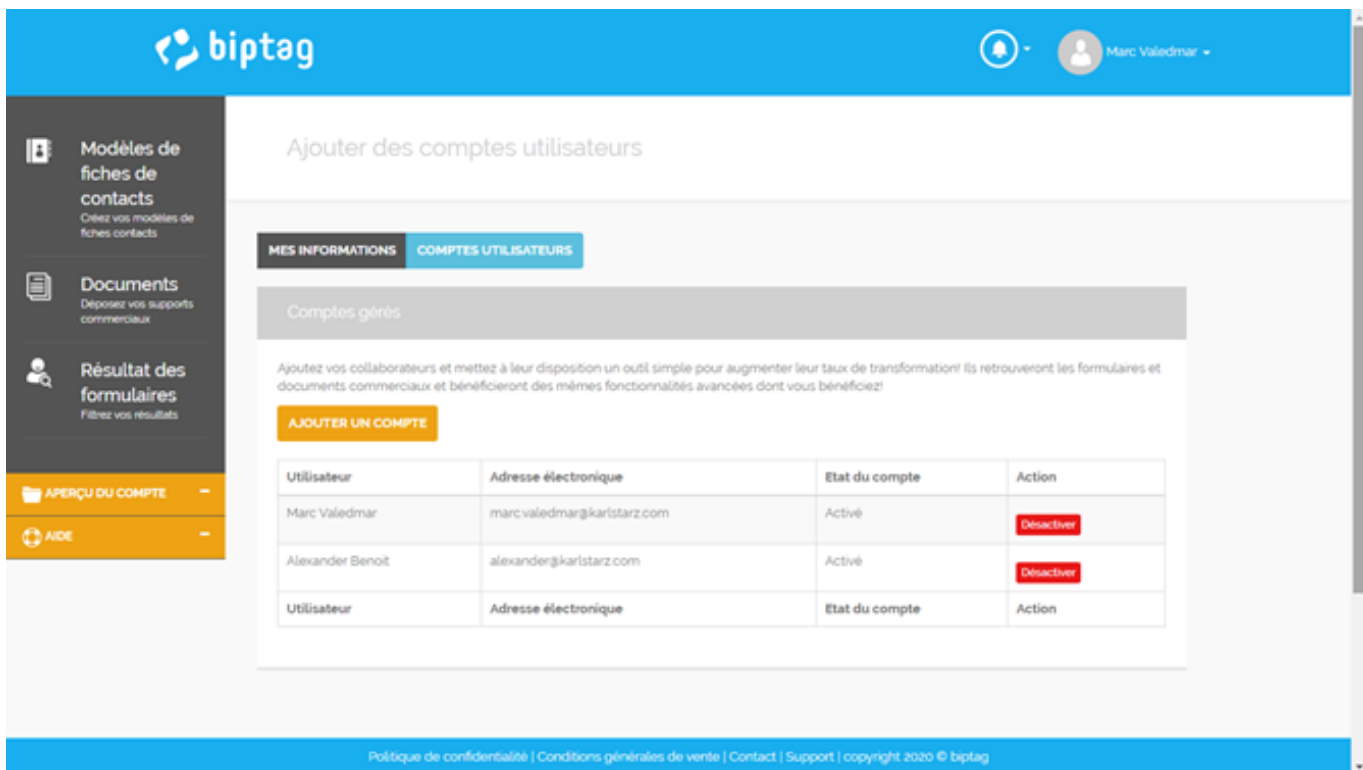 biptag
Marc Valedmar
Modèles de
fiches de
contacts
Créez vos modèles de
fiches contacts
Documents
Déposez vos supports
commerciaux
Résultat des
formulaires
Filtrez vos résultats
APERÇU DU COMPTE
AIDE
Ajouter des comptes utilisateurs
MES INFORMATIONS COMPTES UTILISATEURS
Comptes gérés
Ajoutez vos collaborateurs et mettez à leur disposition un outil simple pour augmenter leur taux de transformation! Ils retrouveront les formulaires et
documents commerciaux et bénéficieront des mêmes fonctionnalités avancées dont vous bénéficiez!
AJOUTER UN COMPTE
Utilisateur Adresse électronique Etat du compte Action
Marc Valedmar marc.valedmar@karlstarz.com Activé Désactiver
Alexander Benoit alexander@karlstarz.com Activé Désactiver
Utilisateur Adresse électronique Etat du compte Action
Politique de confidentialité | Conditions générales de vente | Contact | Support | copyright 2020 © biptag